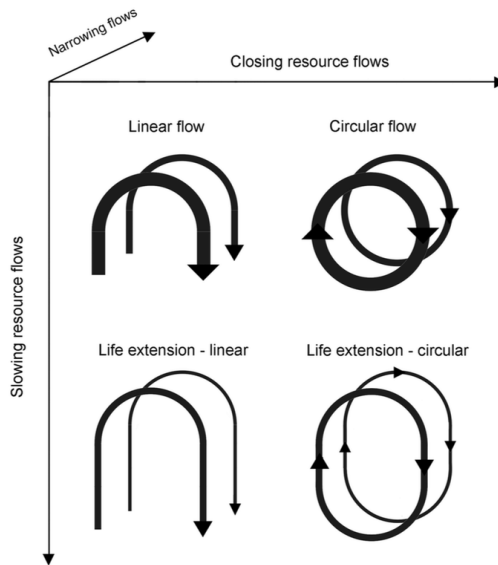 Narrowing flows
Closing resource flows
Linear flow
Circular flow
Slowing resource flows
Life extension - linear
Life extension - circular